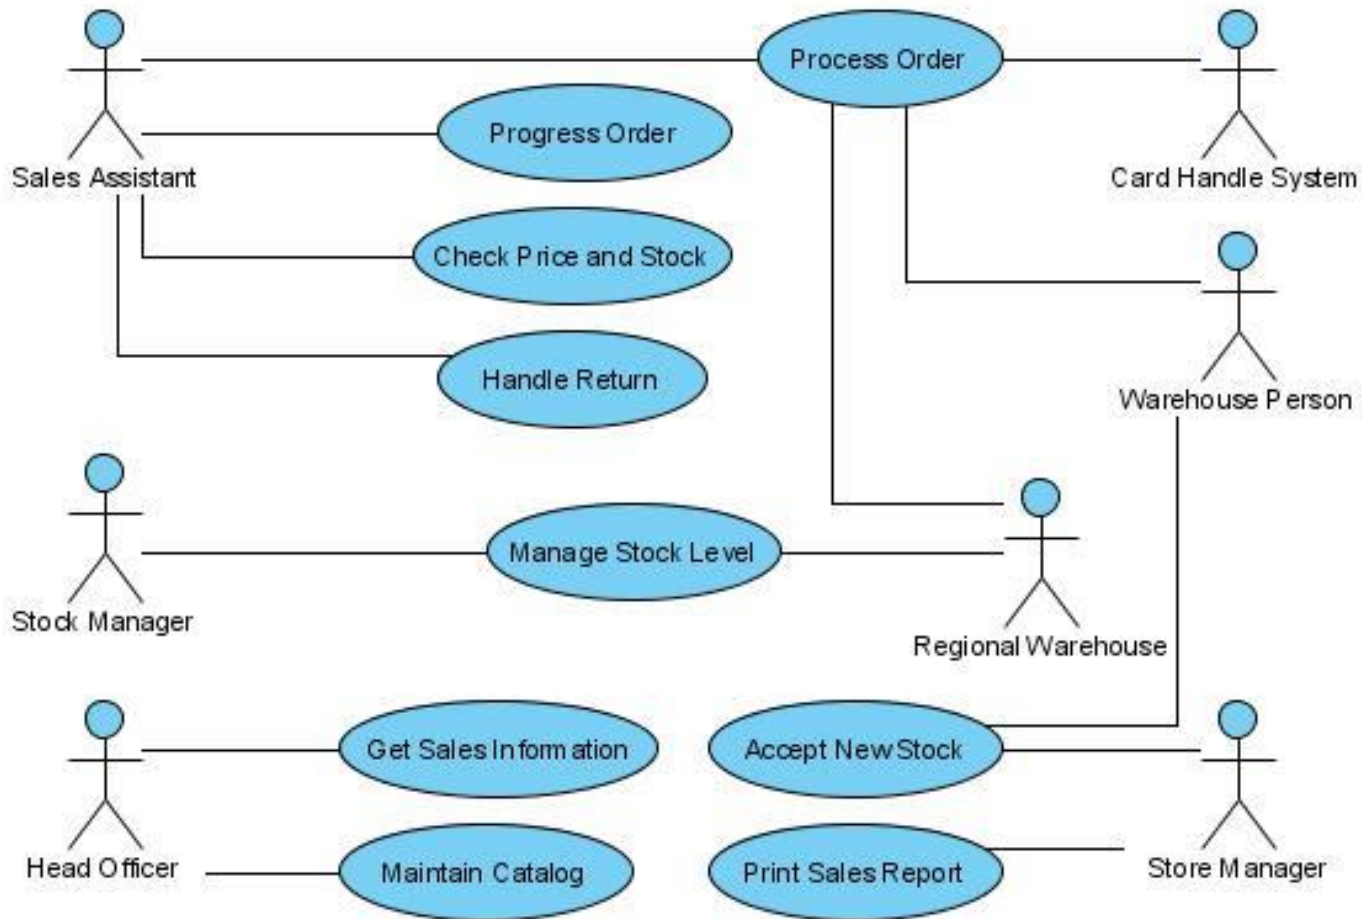 Process Order
Progress Order
Sales Assistant
Card Handle System
Check Price and Stock
Handle Return
Warehouse Person
Manage Stock Level
Stock Manager
Regional Warehouse
Get Sales Information
Accept New Stock
Head Officer
Maintain Catalog
Print Sales Report
Store Manager